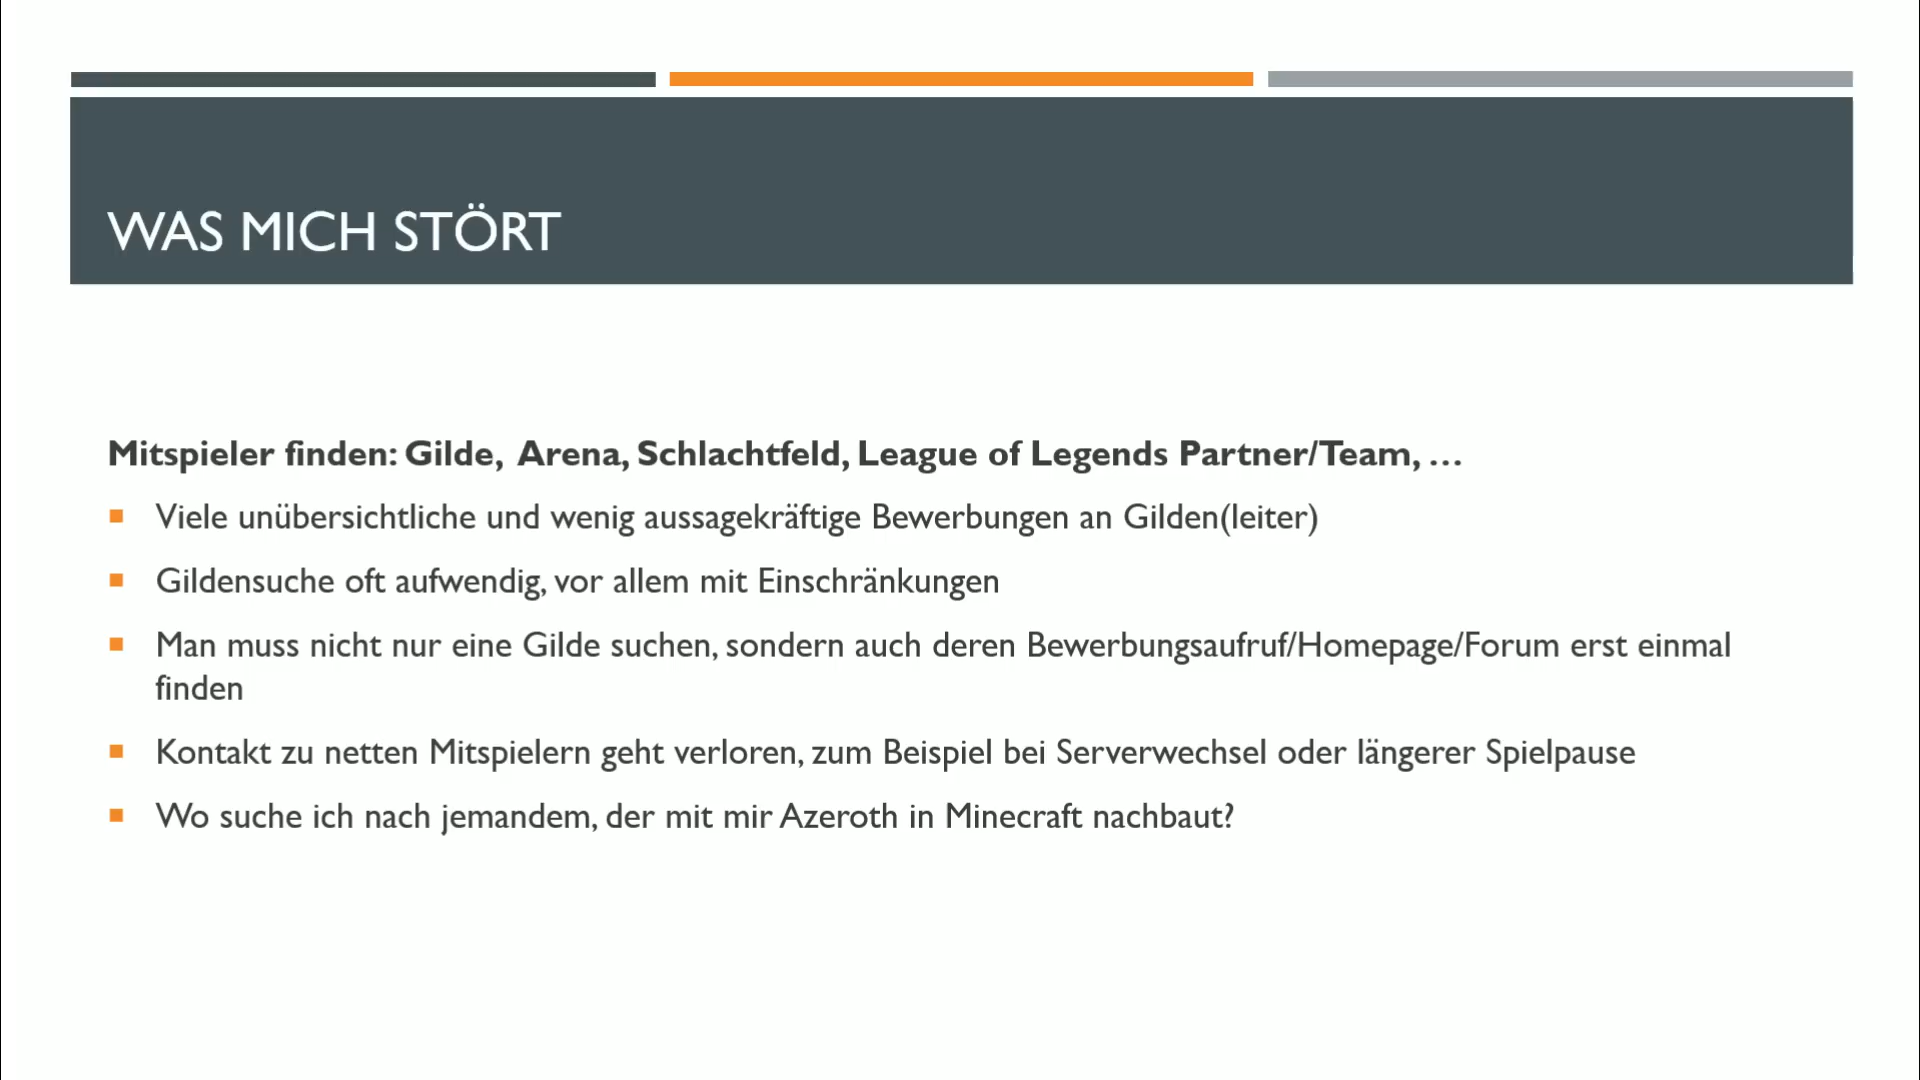 WAS MICH STÖRT
Mitspieler finden: Gilde, Arena, Schlachtfeld, League of Legends Partner/Team, …
Viele unübersichtliche und wenig aussagekräftige Bewerbungen an Gilden(leiter)
Gildensuche oft aufwendig, vor allem mit Einschränkungen
Man muss nicht nur eine Gilde suchen, sondern auch deren Bewerbungsaufruf/Homepage/Forum erst einmal
finden
Kontakt zu netten Mitspielern geht verloren, zum Beispiel bei Serverwechsel oder längerer Spielpause
Wo suche ich nach jemandem, der mit mir Azeroth in Minecraft nachbaut?